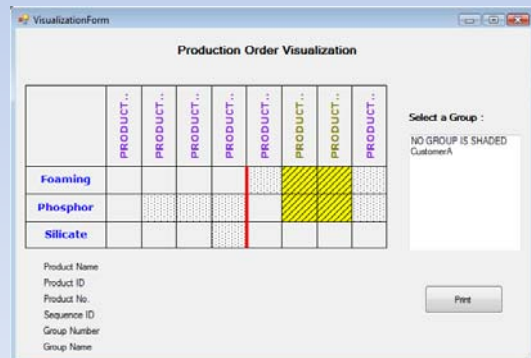 VisualizationForm
Production Order Visualization
PRODUCT..
PRODUCT..
PRODUCT..
PRODUCT..
PRODUCT..
PRODUCT..
PRODUCT..
PRODUCT..
Select a Group :
NO GROUP IS SHADED
CustomerA
Foaming
Phosphor
Silicate
Product Name
Product ID
Product No.
Sequence ID
Group Number
Group Name
Print